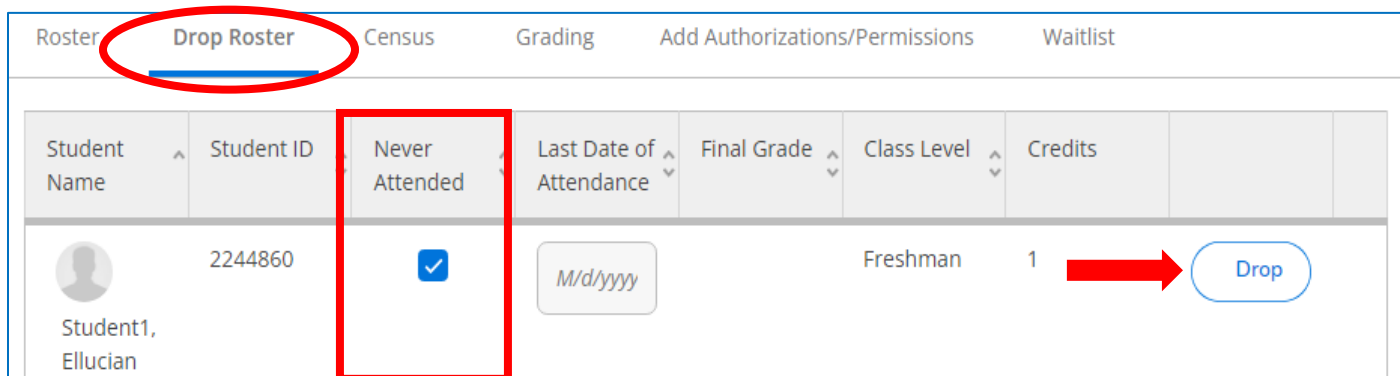 Roster Drop Roster Census Grading Add Authorizations/Permissions Waitlist
Student Name Student ID Never Attended Last Date of Attendance Final Grade Class Level Credits
2244860 M/d/yyyy Freshman 1 Drop
Student1,
Ellucian